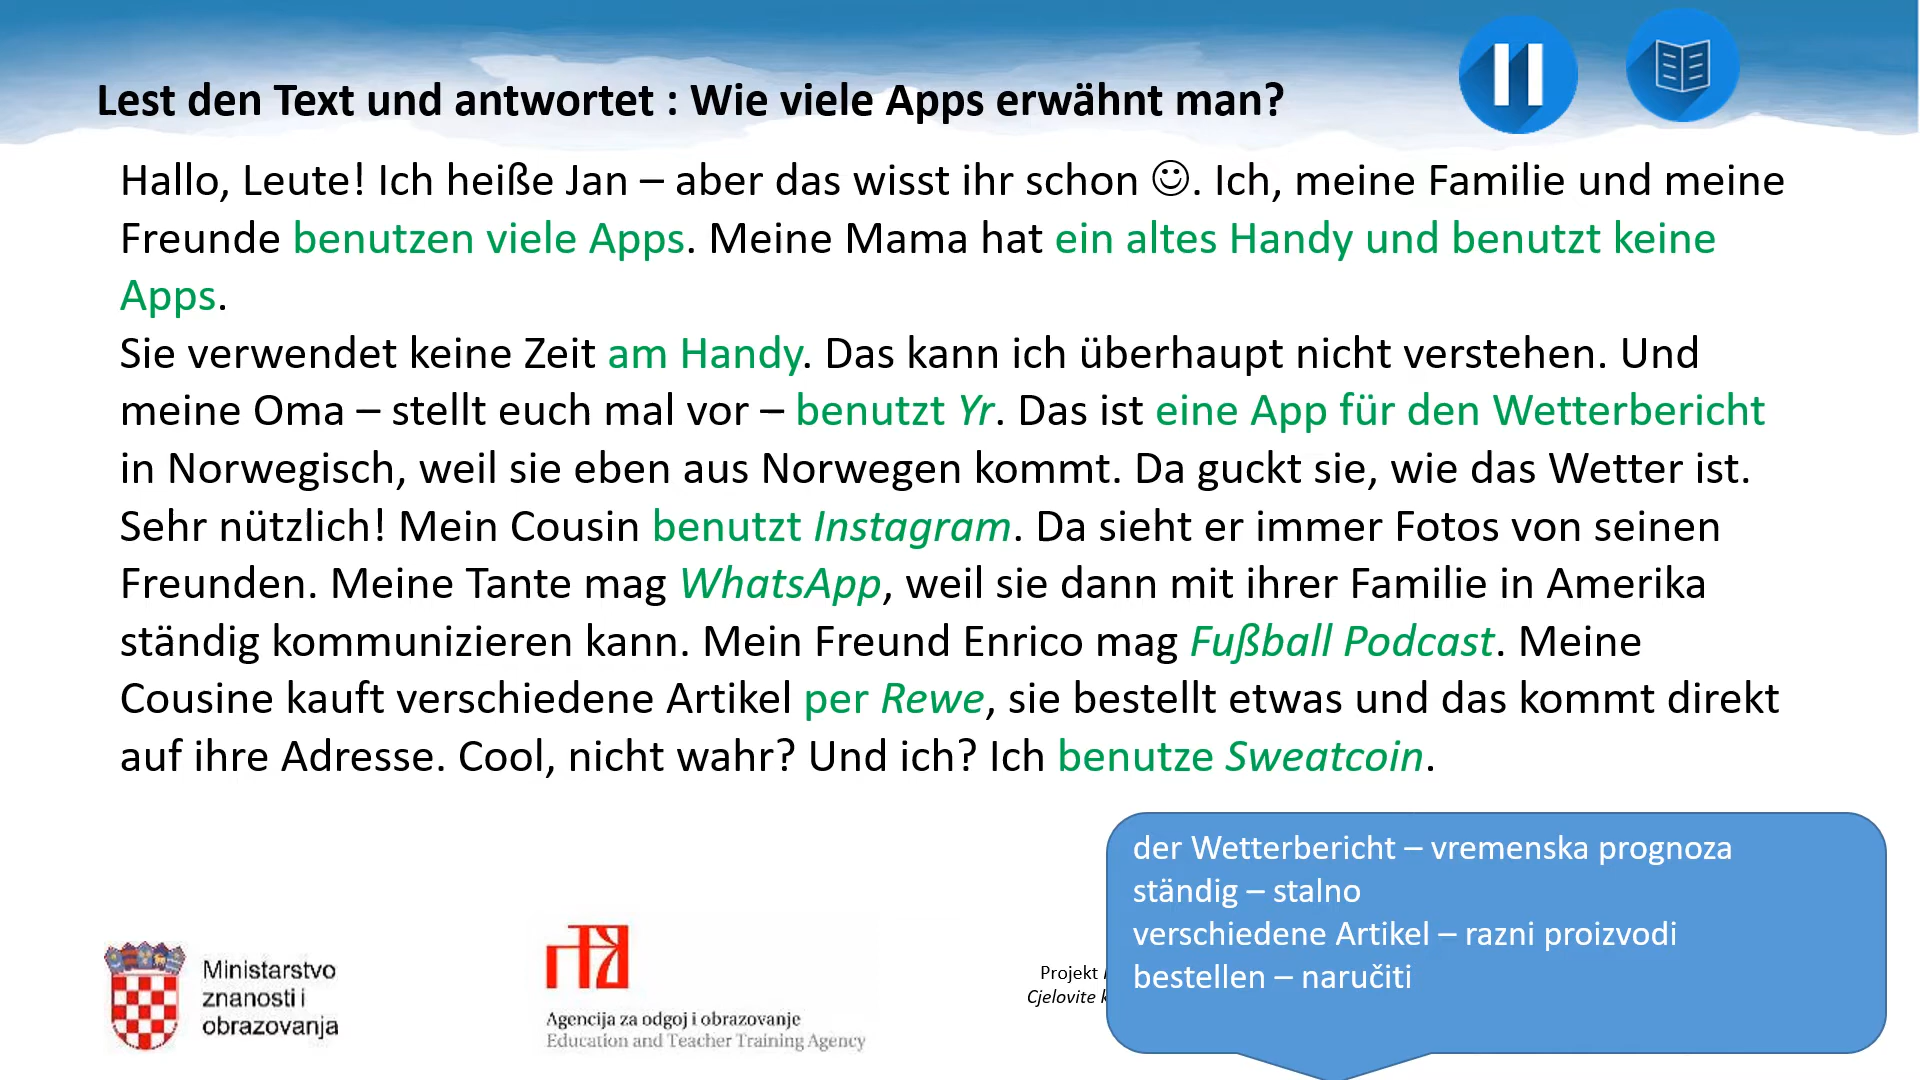 Lest den Text und antwortet : Wie viele Apps erwähnt man?
Hallo, Leute! Ich heiße Jan – aber das wisst ihr schon ☺. Ich, meine Familie und meine
Freunde benutzen viele Apps. Meine Mama hat ein altes Handy und benutzt keine
Apps.
Sie verwendet keine Zeit am Handy. Das kann ich überhaupt nicht verstehen. Und
meine Oma – stellt euch mal vor – benutzt Yr. Das ist eine App für den Wetterbericht
in Norwegisch, weil sie eben aus Norwegen kommt. Da guckt sie, wie das Wetter ist.
Sehr nützlich! Mein Cousin benutzt Instagram. Da sieht er immer Fotos von seinen
Freunden. Meine Tante mag WhatsApp, weil sie dann mit ihrer Familie in Amerika
ständig kommunizieren kann. Mein Freund Enrico mag Fußball Podcast. Meine
Cousine kauft verschiedene Artikel per Rewe, sie bestellt etwas und das kommt direkt
auf ihre Adresse. Cool, nicht wahr? Und ich? Ich benutze Sweatcoin.
der Wetterbericht – vremenska prognoza
ständig – stalno
verschiedene Artikel – razni proizvodi
bestellen – naručiti
Ministarstvo
znanosti i
obrazovanja
Agencija za odgoj i obrazovanje
Education and Teacher Training Agency
Projekt
Cjelovite